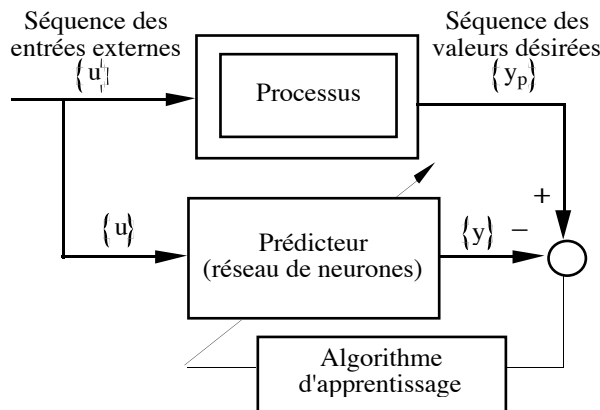 Séquence des
entrées externes
{u}
Séquence des
valeurs désirées
{yp}
Processus
+
{u}
Prédicteur
(réseau de neurones)
{y}
−
Algorithme
d'apprentissage